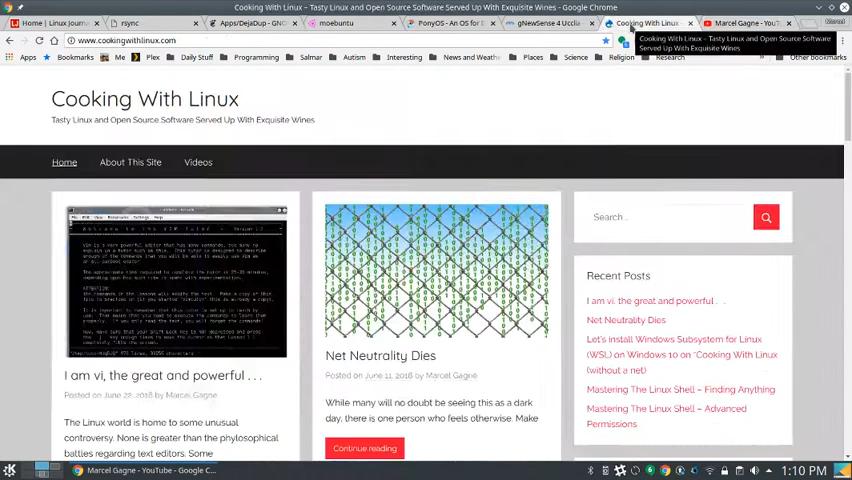 Cooking With Linux – Tasty Linux and Open Source Software Served Up With Exquisite Wines - Google Chrome
Home | Linux Journ
rsync
Apps/DejaDup - GNO
moebuntu
PonyOS - An OS for E
gNewSense 4 Ucclia
Cooking With Linux
Marcel Gagne - YouT
Marcel
www.cookingwithlinux.com
Cooking With Linux – Tasty Linux and Open Source Software
Served Up With Exquisite Wines
Apps
Bookmarks
Me
Plex
Daily Stuff
Programming
Salmar
Autism
Research
Politics
Science
Religion
Research
Other bookmarks
Cooking With Linux
Tasty Linux and Open Source Software Served Up With Exquisite Wines
Home
About This Site
Videos
Search...
Recent Posts
I am vi, the great and powerful . . .
Net Neutrality Dies
Let's install Windows Subsystem for Linux
(WSL) on Windows 10 on "Cooking With Linux
(without a net)
Mastering The Linux Shell – Finding Anything
Mastering The Linux Shell – Advanced
Permissions
Net Neutrality Dies
Posted on June 11, 2018 by Marcel Gagne
While many will no doubt be seeing this as a dark
day, there is one person who feels otherwise. Make
Continue reading
I am vi, the great and powerful . . .
Posted on June 22, 2018 by Marcel Gagne
The Linux world is home to some unusual
controversy. None is greater than the phylosophical
battles regarding text editors. Some
Marcel Gagne - YouTube - Google C...
1:10 PM